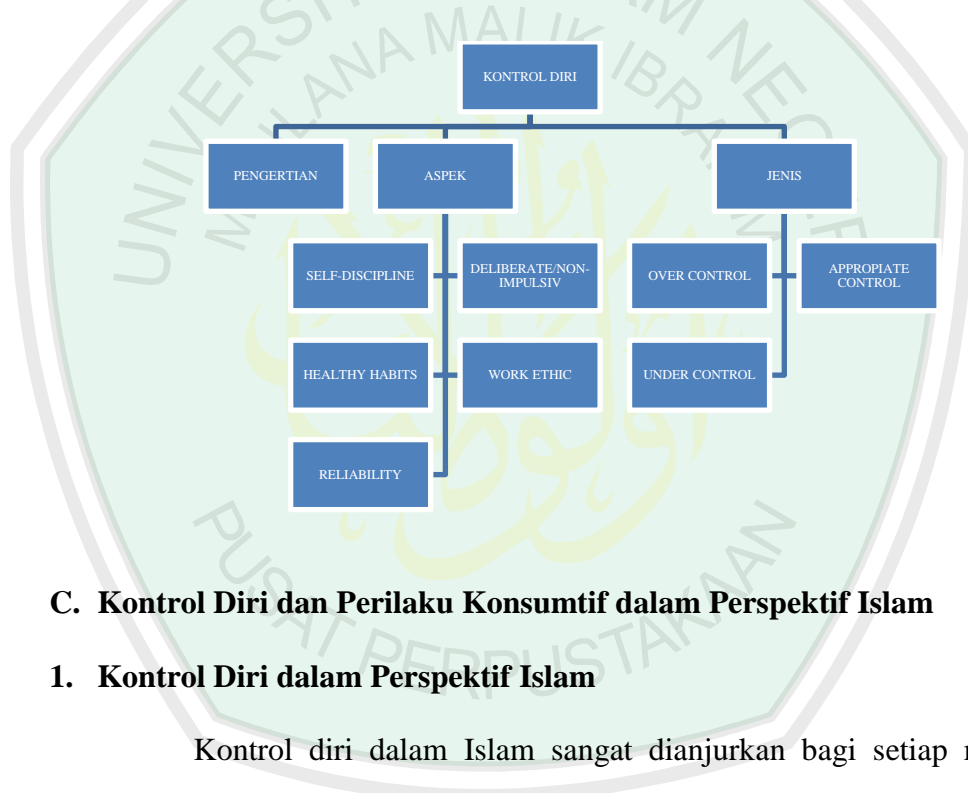 KONTROL DIRI
PENGERTIAN
ASPEK
JENIS
SELF-DISCIPLINE
DELIBERATE/NON-
IMPULSIV
OVER CONTROL
APPROPIATE
CONTROL
HEALTHY HABITS
WORK ETHIC
UNDER CONTROL
RELIABILITY
C. Kontrol Diri dan Perilaku Konsumtif dalam Perspektif Islam
1. Kontrol Diri dalam Perspektif Islam
Kontrol diri dalam Islam sangat dianjurkan bagi setiap
PUSAT PERPUSTAKAAN